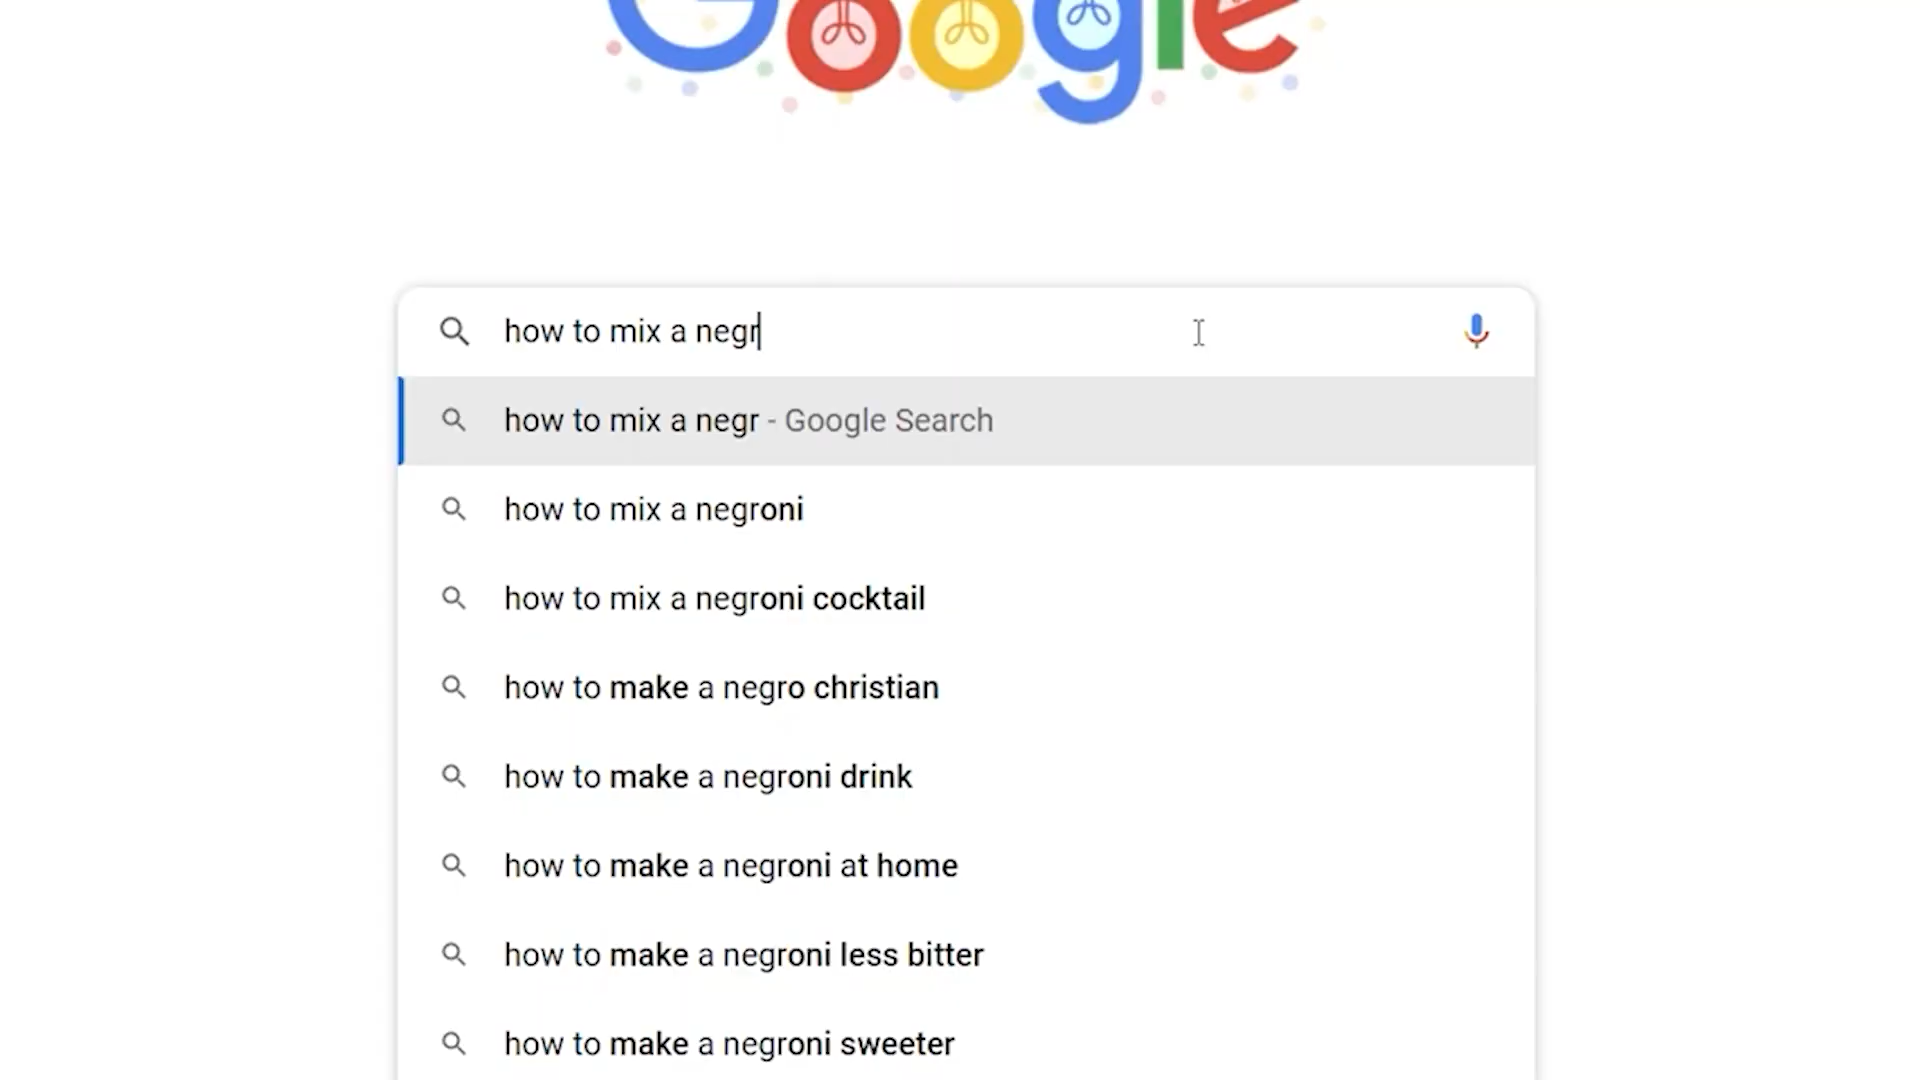 Google
how to mix a negr
how to mix a negr - Google Search
how to mix a negroni
how to mix a negroni cocktail
how to make a negro christian
how to make a negroni drink
how to make a negroni at home
how to make a negroni less bitter
how to make a negroni sweeter